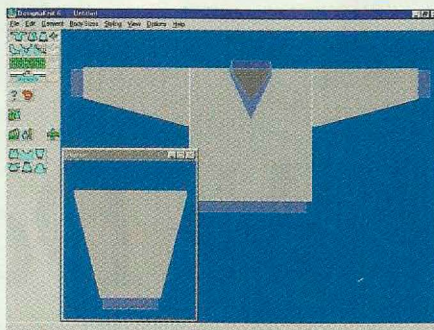 DesignaKnit 6 - Untitled
File Edit Garment Body Sizes Styling View Options Help